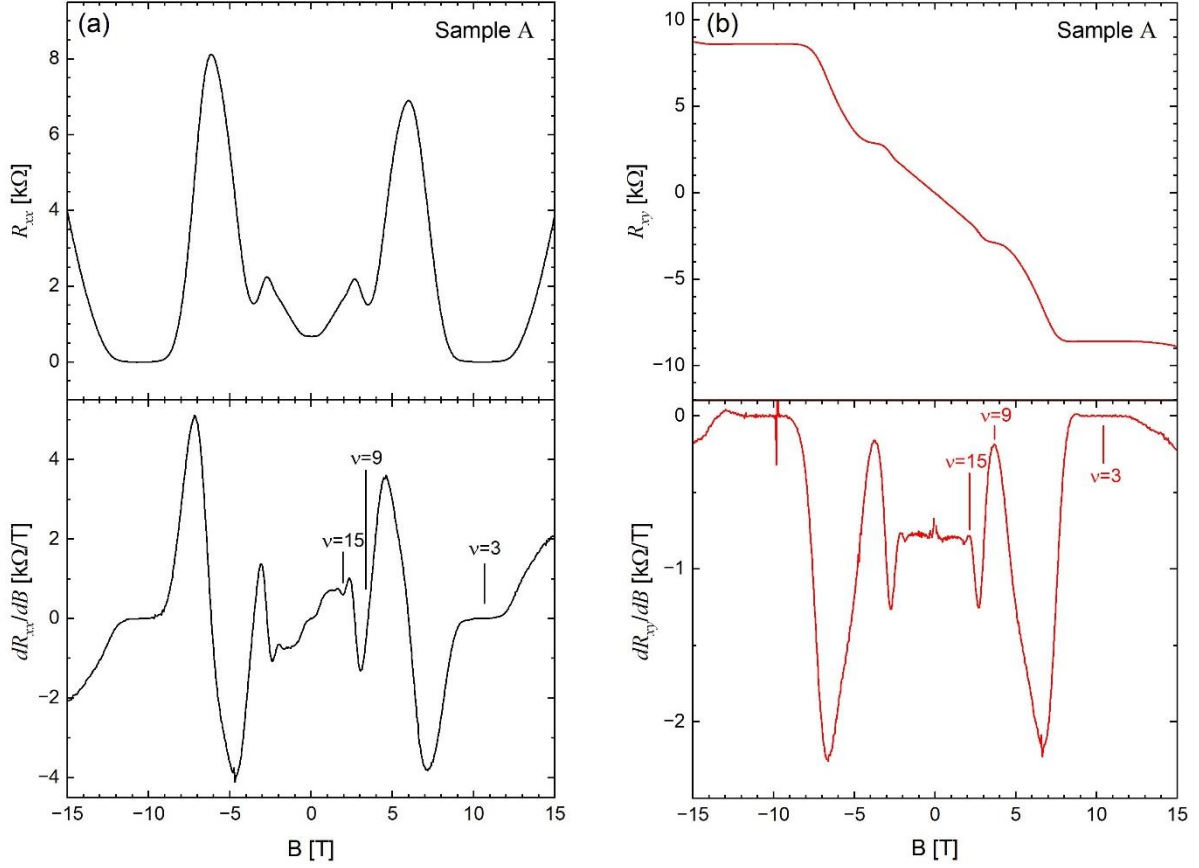 (a)
Sample A
8
6
4
2
0
R_xx [kΩ]
4
2
0
−2
−4
dR_xx/dB [kΩ/T]
ν=15
ν=9
ν=3
−15 −10 −5 0 5 10 15
B [T]
(b)
Sample A
10
5
0
−5
−10
R_xy [kΩ]
0
−1
−2
dR_xy/dB [kΩ/T]
ν=9
ν=15
ν=3
−15 −10 −5 0 5 10 15
B [T]